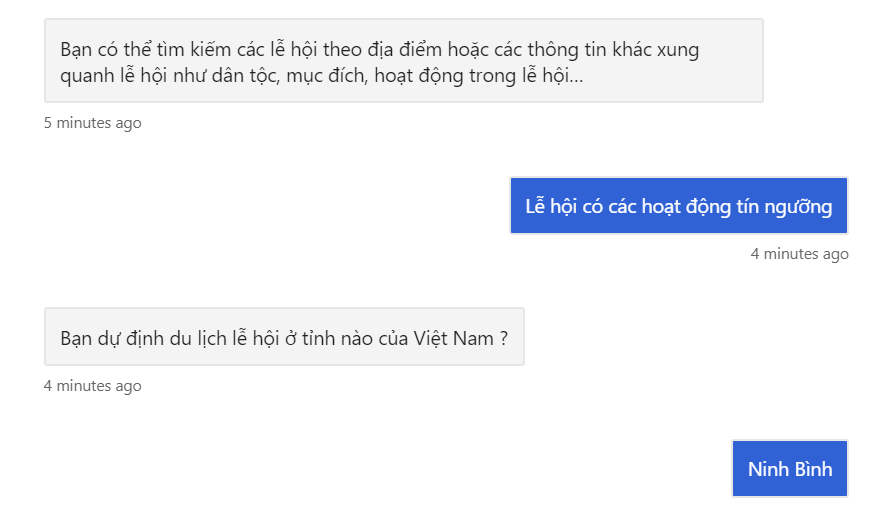 Bạn có thể tìm kiếm các lễ hội theo địa điểm hoặc các thông tin khác xung
quanh lễ hội như dân tộc, mục đích, hoạt động trong lễ hội...
5 minutes ago
Lễ hội có các hoạt động tín ngưỡng
4 minutes ago
Bạn dự định du lịch lễ hội ở tỉnh nào của Việt Nam ?
4 minutes ago
Ninh Bình